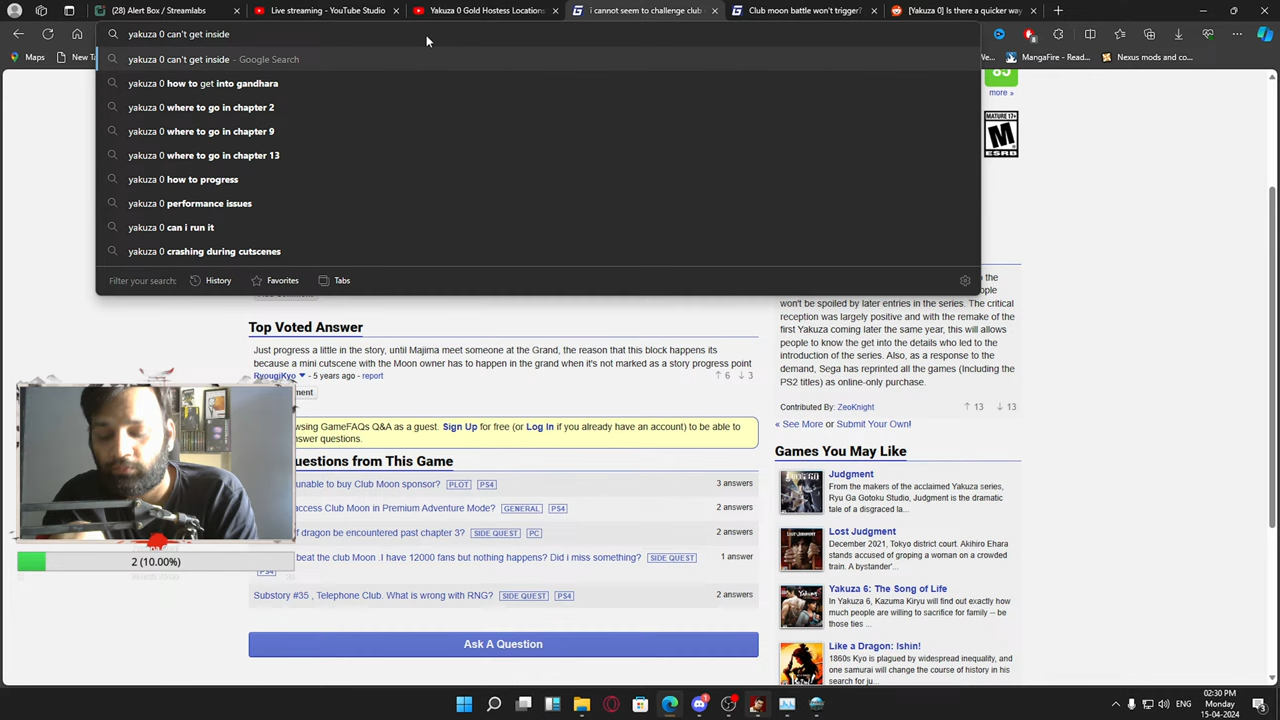 (28) Alert Box / Streamlabs
Live streaming - YouTube Studio
Yakuza 0 Gold Hostess Location
i cannot seem to challenge
Club moon battle won't trigger?
[Yakuza 0] Is there a quicker way
yakuza 0 can't get inside
Maps
New Ta
We...
MangaFire - Read...
Nexus mods and co...
yakuza 0 can't get inside - Google Search
yakuza 0 how to get into gandhara
yakuza 0 where to go in chapter 2
yakuza 0 where to go in chapter 9
yakuza 0 where to go in chapter 13
yakuza 0 how to progress
yakuza 0 performance issues
yakuza 0 can i run it
yakuza 0 crashing during cutscenes
Filter your search:
History
Favorites
Tabs
85
more »
MATURE 17+
M
ESRB
the
ople
won't be spoiled by later entries in the series. The critical
reception was largely positive and with the remake of the
first Yakuza coming later the same year, this will allows
people to know the get into the details who led to the
introduction of the series. Also, as a response to the
demand, Sega has reprinted all the games (Including the
PS2 titles) as online-only purchase.
Contributed By: ZeoKnight
13
13
« See More or Submit Your Own!
Top Voted Answer
Just progress a little in the story, until Majima meet someone at the Grand, the reason that this block happens its
because a mini cutscene with the Moon owner has to happen in the grand when it's not marked as a story progress point
RyougiKyo - 5 years ago - report
6
3
ment
wsing GameFAQs Q&A as a guest. Sign Up for free (or Log In if you already have an account) to be able to
nswer questions.
uestions from This Game
unable to buy Club Moon sponsor? PLOT PS4
3 answers
access Club Moon in Premium Adventure Mode? GENERAL PS4
2 answers
f dragon be encountered past chapter 3? SIDE QUEST PC
2 answers
beat the club Moon .I have 12000 fans but nothing happens? Did i miss something? SIDE QUEST
1 answer
PS4
Substory #35 , Telephone Club. What is wrong with RNG? SIDE QUEST PS4
2 answers
Ask A Question
Games You May Like
Judgment
From the makers of the acclaimed Yakuza series,
Ryu Ga Gotoku Studio, Judgment is the dramatic
tale of a disgraced la...
Lost Judgment
December 2021, Tokyo district court. Akihiro Ehara
stands accused of groping a woman on a crowded
train. A bystander'...
Yakuza 6: The Song of Life
In Yakuza 6, Kazuma Kiryu will find out exactly how
much people are willing to sacrifice for family -- be
those ties ...
Like a Dragon: Ishin!
1860s Kyo is plagued by widespread inequality, and
one samurai will change the course of history in his
search for ju...
2 (10.00%)
ENG
02:30 PM
Monday
15-04-2024